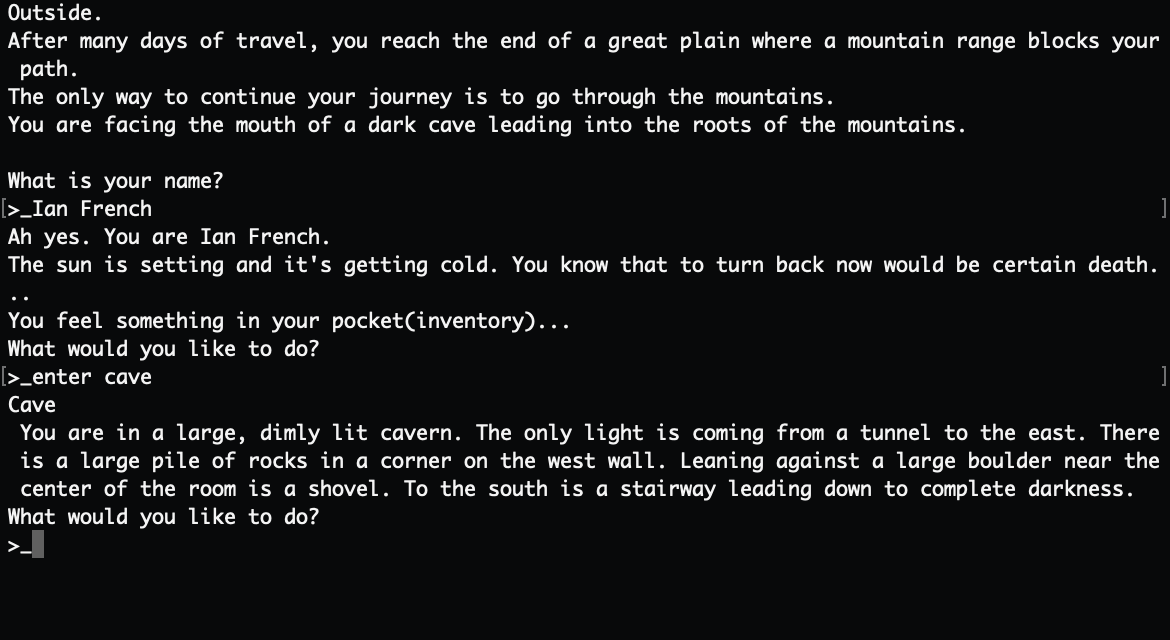 Outside.
After many days of travel, you reach the end of a great plain where a mountain range blocks your
path.
The only way to continue your journey is to go through the mountains.
You are facing the mouth of a dark cave leading into the roots of the mountains.
What is your name?
[>_Ian French ]
Ah yes. You are Ian French.
The sun is setting and it's getting cold. You know that to turn back now would be certain death.
..
You feel something in your pocket(inventory)...
What would you like to do?
[>_enter cave ]
Cave
You are in a large, dimly lit cavern. The only light is coming from a tunnel to the east. There
is a large pile of rocks in a corner on the west wall. Leaning against a large boulder near the
center of the room is a shovel. To the south is a stairway leading down to complete darkness.
What would you like to do?
>_